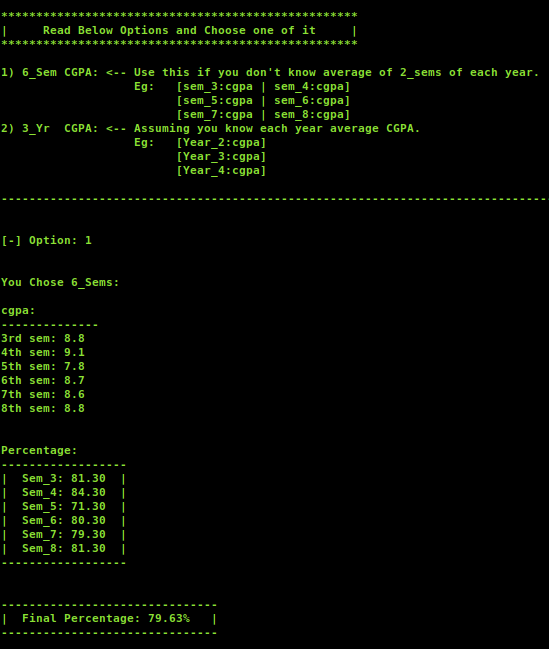 ***************************************************
|     Read Below Options and Choose one of it     |
***************************************************
1) 6_Sem CGPA: <-- Use this if you don't know average of 2_sems of each year.
                   Eg:   [sem_3:cgpa | sem_4:cgpa]
                         [sem_5:cgpa | sem_6:cgpa]
                         [sem_7:cgpa | sem_8:cgpa]
2) 3_Yr  CGPA: <-- Assuming you know each year average CGPA.
                   Eg:   [Year_2:cgpa]
                         [Year_3:cgpa]
                         [Year_4:cgpa]
-------------------------------------------------------------------------------
[-] Option: 1
You Chose 6_Sems:
cgpa:
--------------
3rd sem: 8.8
4th sem: 9.1
5th sem: 7.8
6th sem: 8.7
7th sem: 8.6
8th sem: 8.8
Percentage:
------------------
|  Sem_3: 81.30  |
|  Sem_4: 84.30  |
|  Sem_5: 71.30  |
|  Sem_6: 80.30  |
|  Sem_7: 79.30  |
|  Sem_8: 81.30  |
------------------
-------------------------------
|  Final Percentage: 79.63%   |
-------------------------------